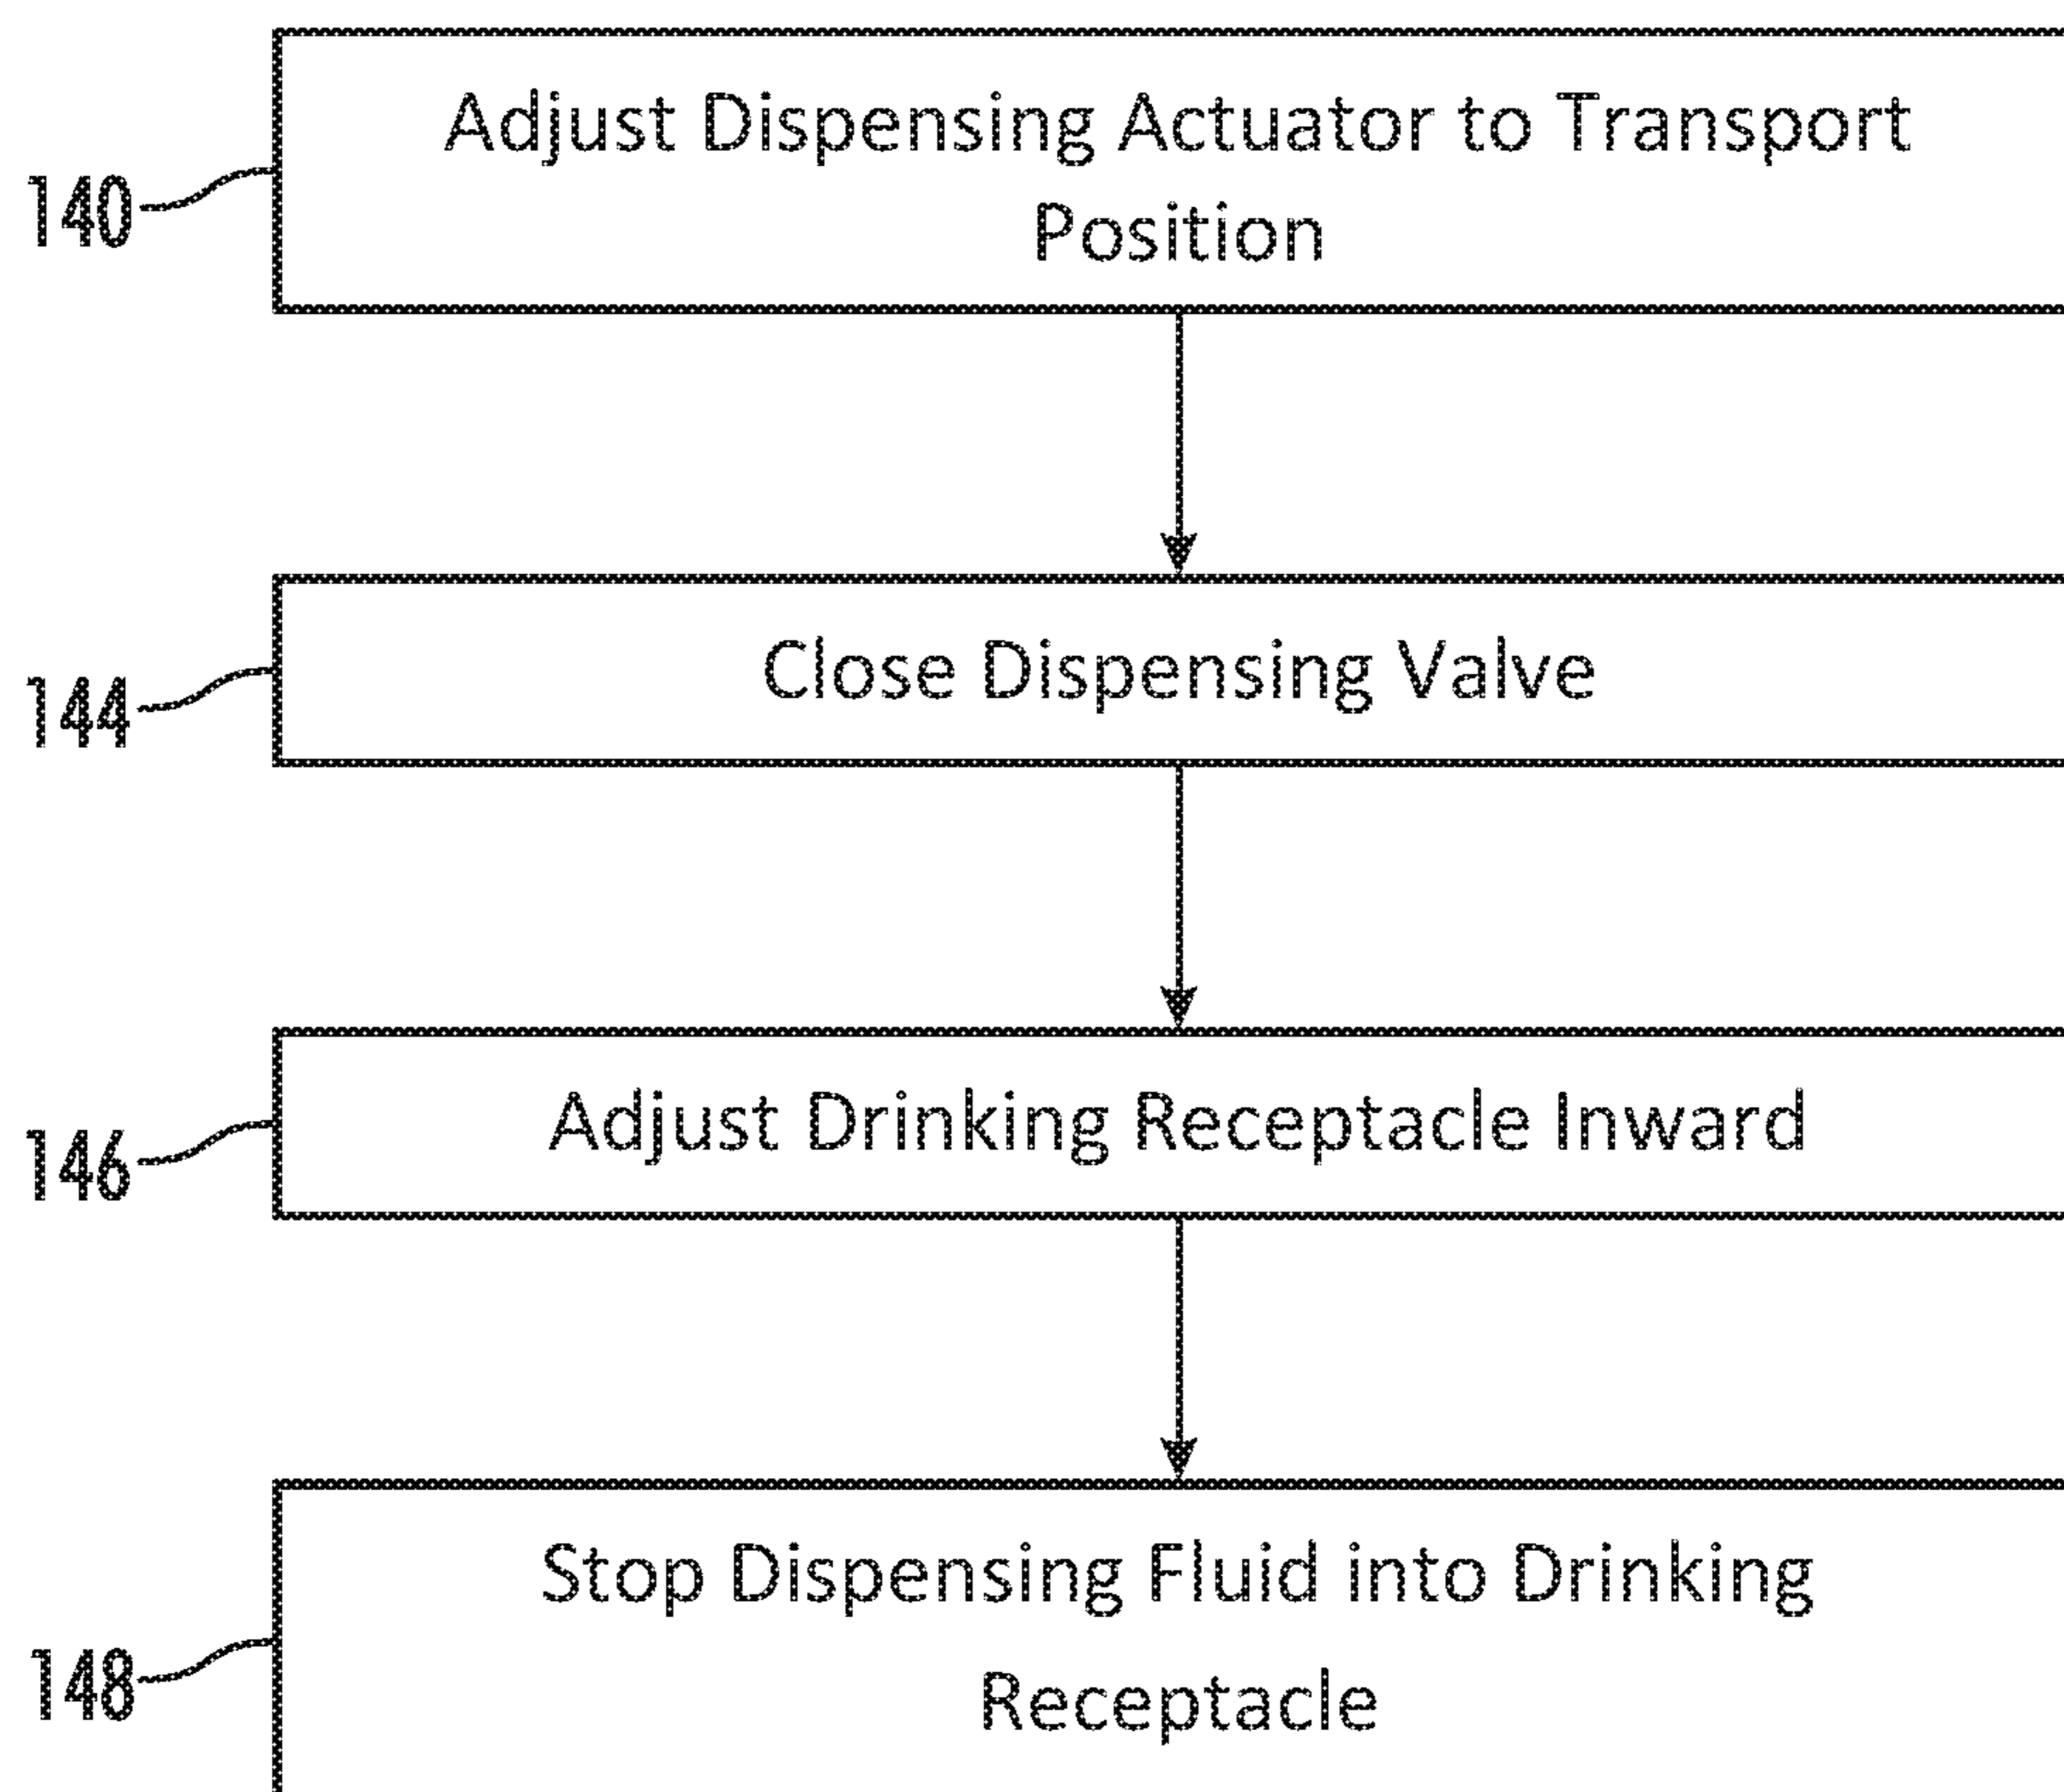 Adjust Dispensing Actuator to Transport
Position
140
Close Dispensing Valve
144
Adjust Drinking Receptacle Inward
146
Stop Dispensing Fluid into Drinking
Receptacle
148